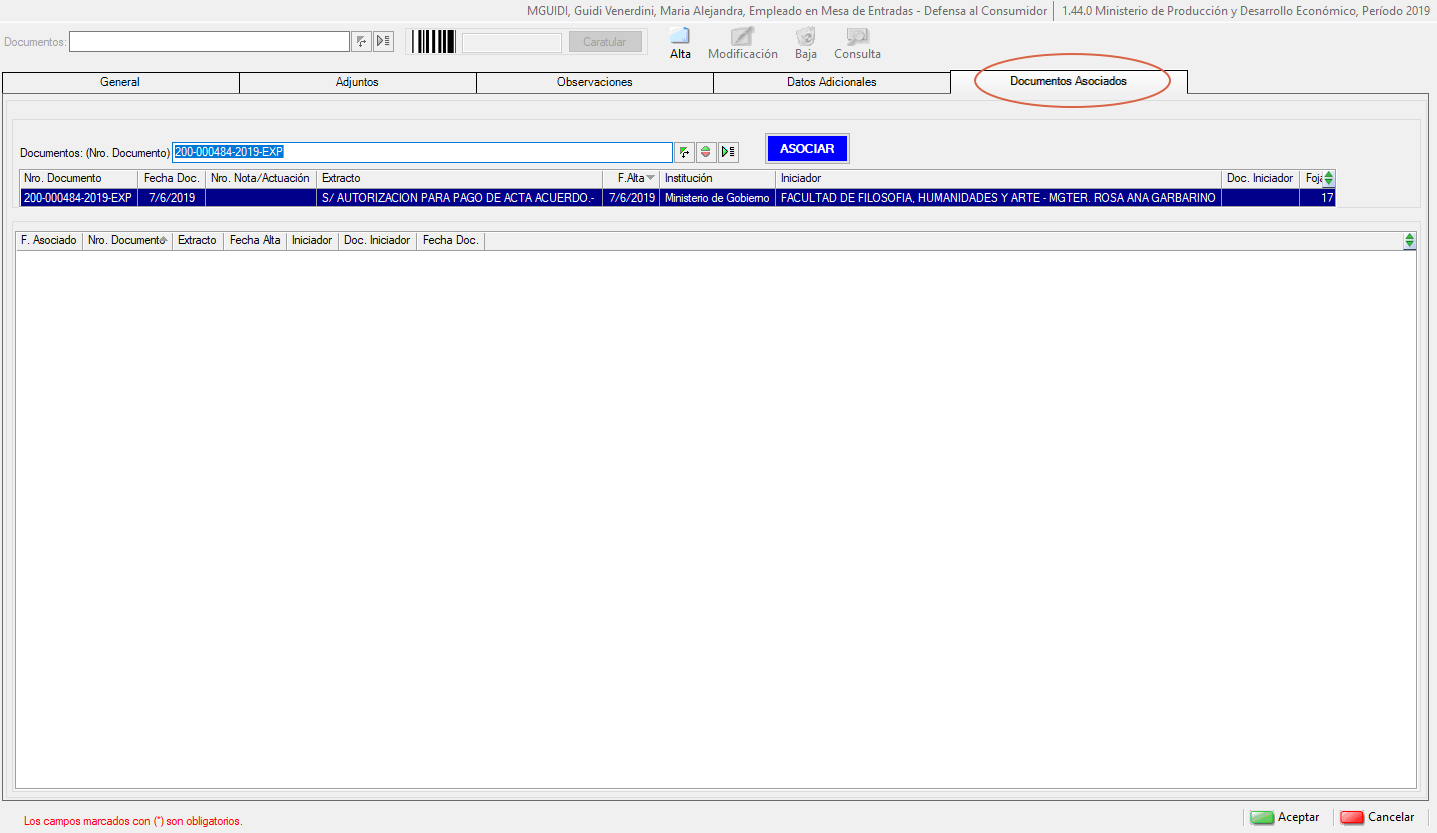 MGUIDI, Guidi Venerdini, Maria Alejandra, Empleado en Mesa de Entradas - Defensa al Consumidor 1.44.0 Ministerio de Producción y Desarrollo Económico, Período 2019
Documentos: Caratular
Alta Modificación Baja Consulta
General Adjuntos Observaciones Datos Adicionales Documentos Asociados
Documentos: (Nro. Documento) 200-000484-2019-EXP ASOCIAR
Nro. Documento Fecha Doc. Nro. Nota/Actuación Extracto F.Alta Institución Iniciador Doc. Iniciador Foja
200-000484-2019-EXP 7/6/2019 S/ AUTORIZACION PARA PAGO DE ACTA ACUERDO.- 7/6/2019 Ministerio de Gobierno FACULTAD DE FILOSOFIA, HUMANIDADES Y ARTE - MGTER. ROSA ANA GARBARINO 17
F. Asociado Nro. Documento Extracto Fecha Alta Iniciador Doc. Iniciador Fecha Doc.
Los campos marcados con (*) son obligatorios.
Aceptar Cancelar